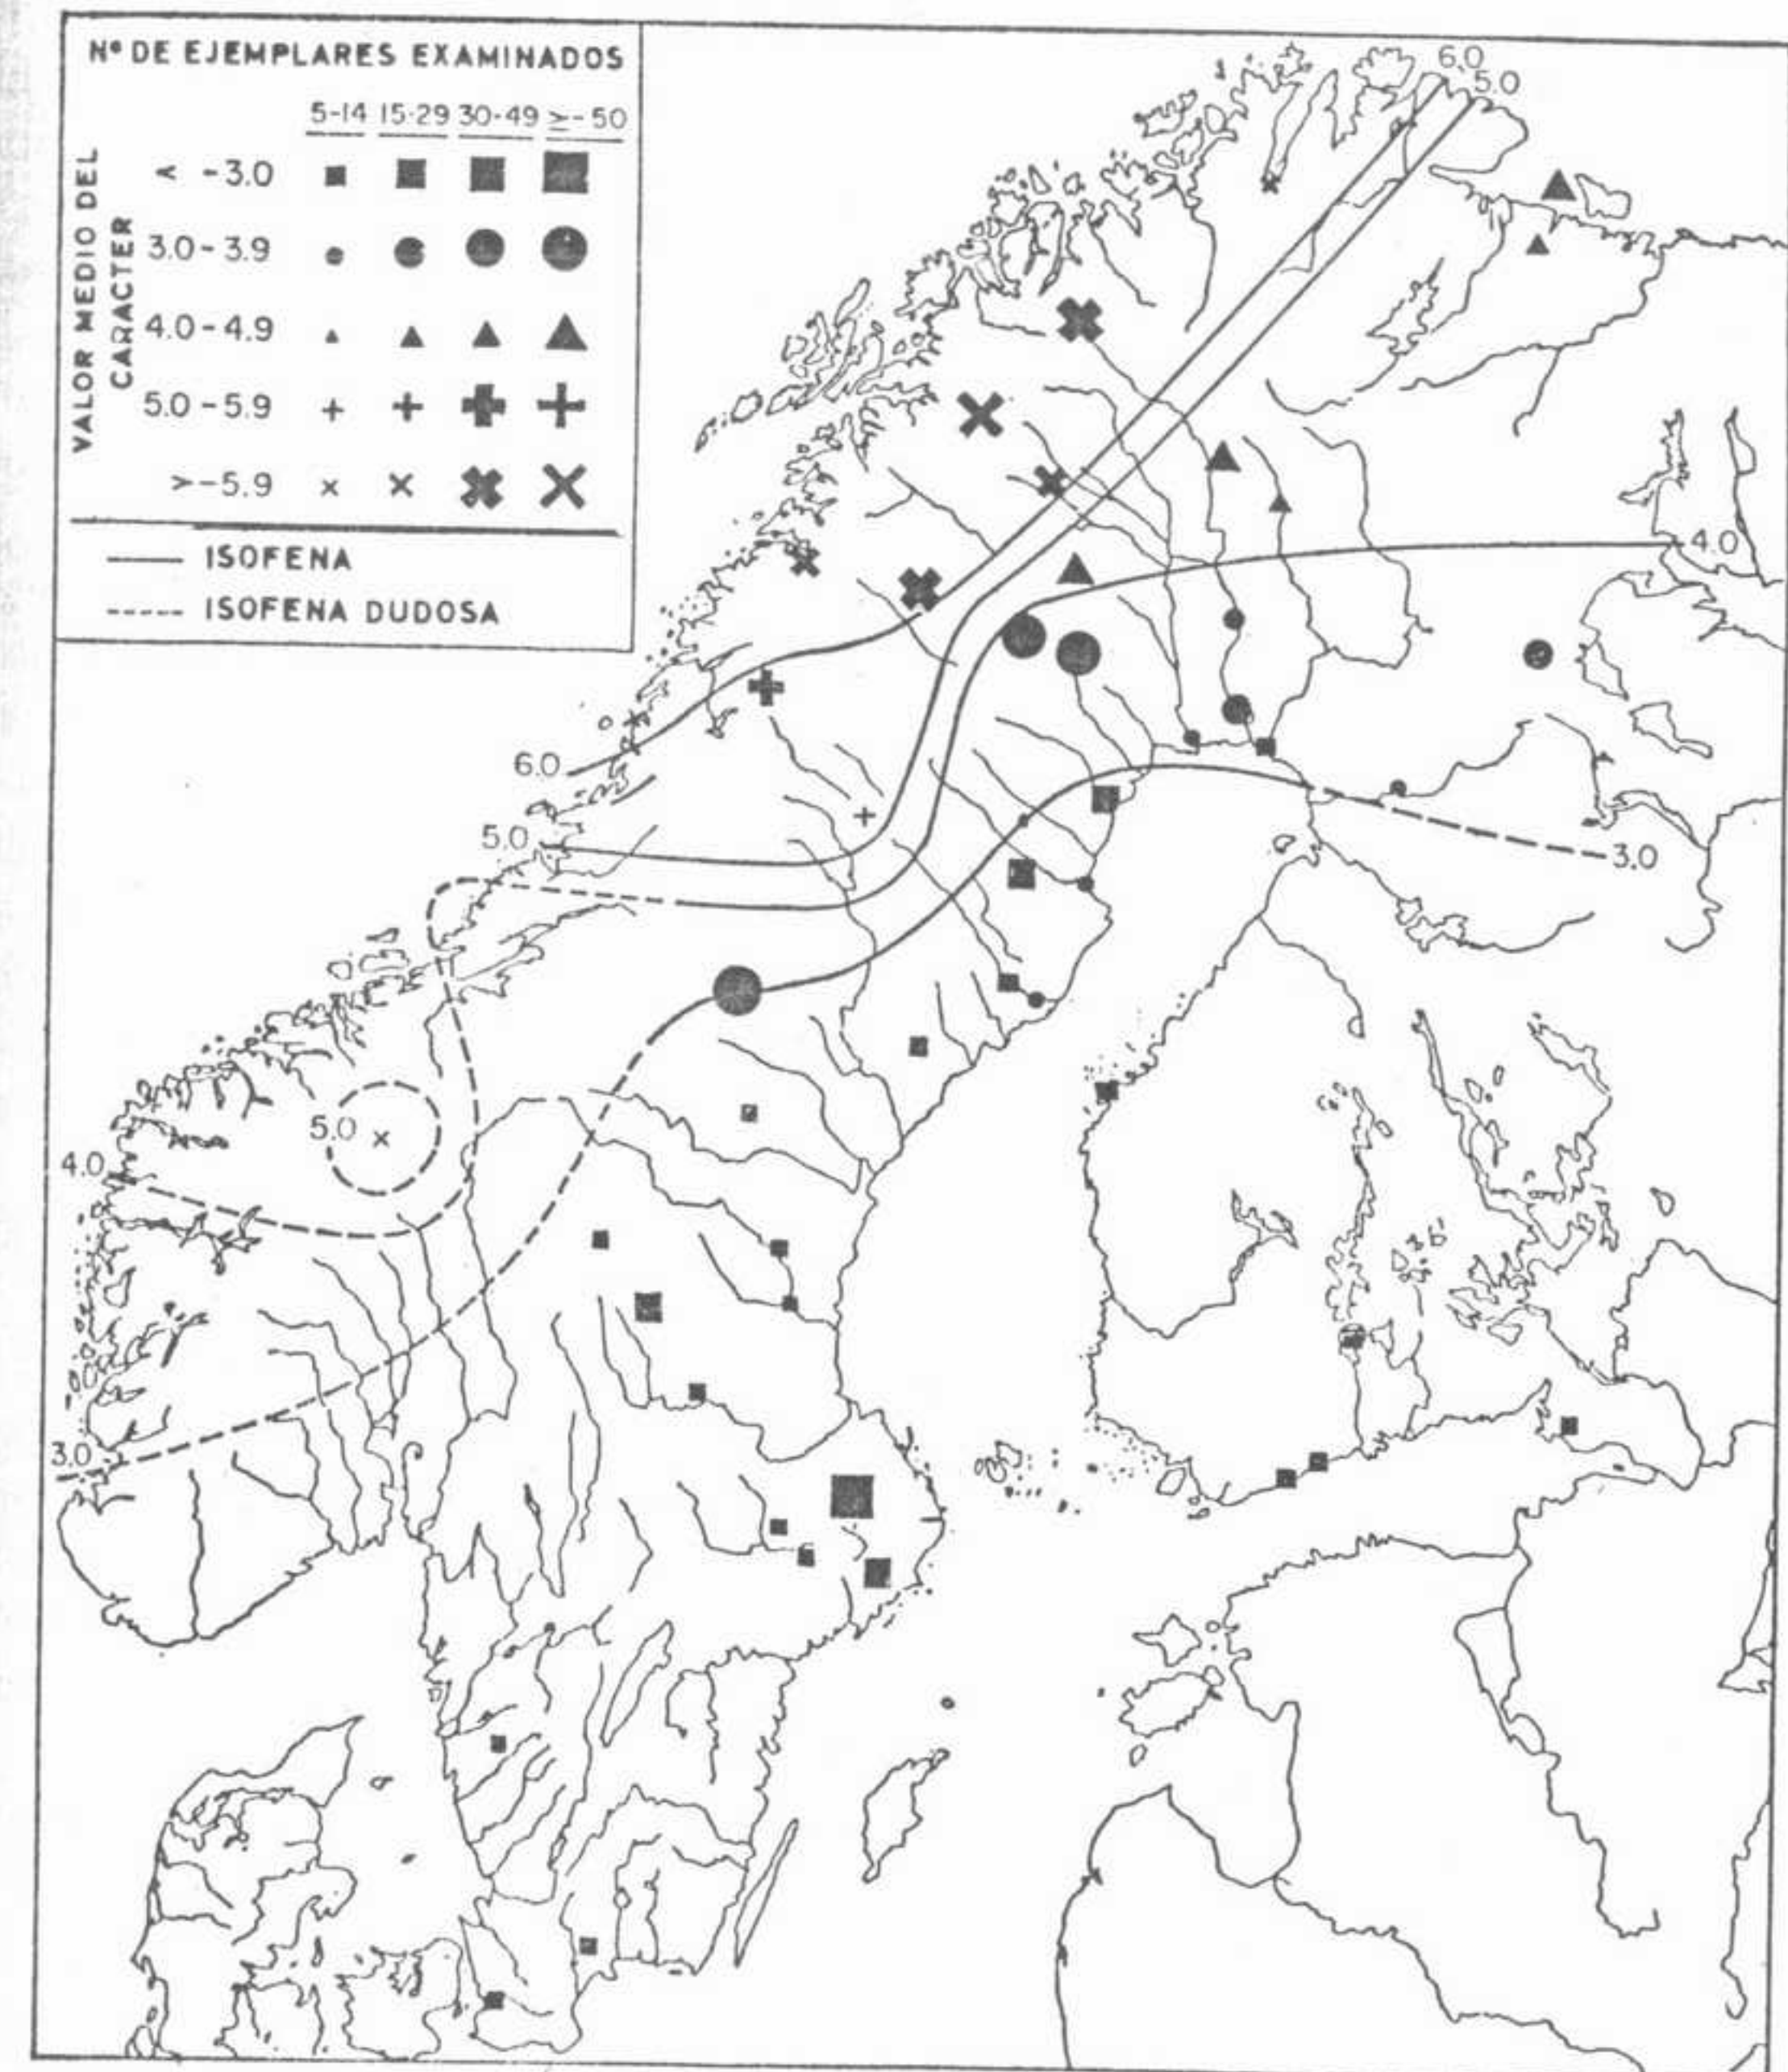 Nº DE EJEMPLARES EXAMINADOS
5-14 15-29 30-49 ≥-50
VALOR MEDIO DEL
CARACTER
< -3.0
3.0-3.9
4.0-4.9
5.0-5.9
>-5.9
ISOFENA
ISOFENA DUDOSA
6.0
5.0
4.0
6.0
5.0
3.0
5.0
4.0
3.0